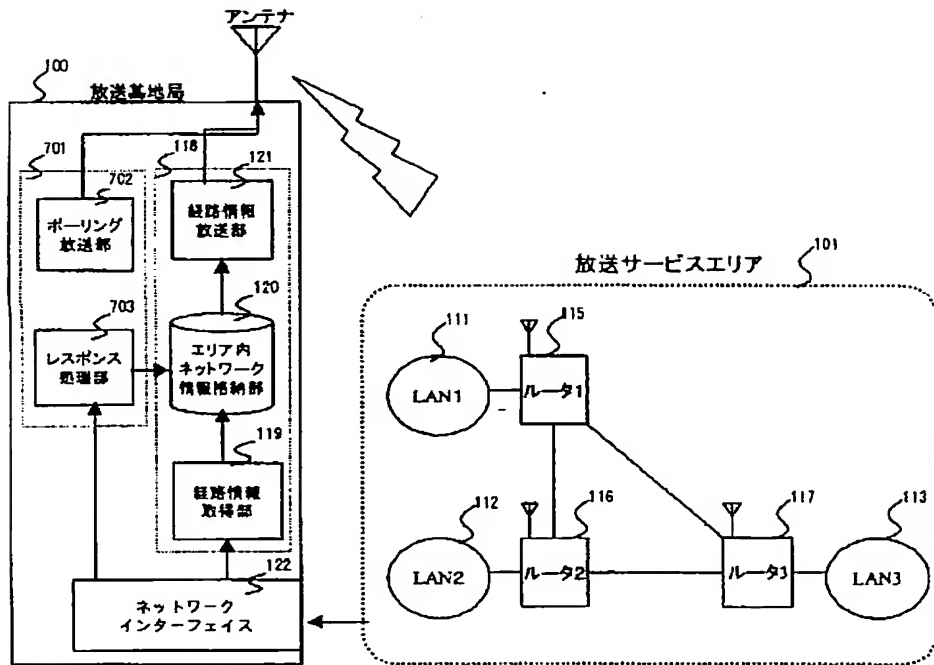 アンテナ
100
放送基地局
701
702
ポーリング
放送部
118
121
経路情報
放送部
703
レスポンス
処理部
120
エリア内
ネットワーク
情報格納部
119
経路情報
取得部
122
ネットワーク
インターフェイス
放送サービスエリア
101
111
LAN1
115
ルータ1
112
LAN2
116
ルータ2
117
ルータ3
113
LAN3